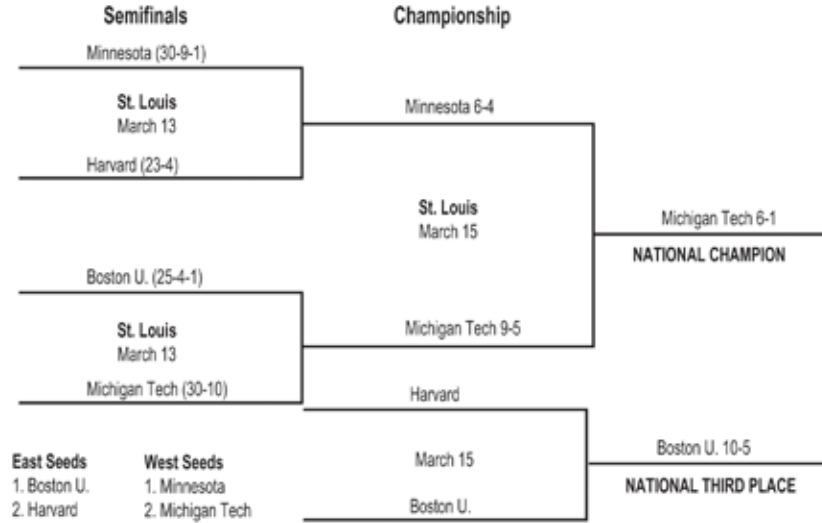 Semifinals
Championship
Minnesota (30-9-1)
St. Louis
March 13
Harvard (23-4)
Minnesota 6-4
St. Louis
March 15
Michigan Tech 6-1
NATIONAL CHAMPION
Boston U. (25-4-1)
St. Louis
March 13
Michigan Tech (30-10)
Michigan Tech 9-5
Harvard
March 15
Boston U.
Boston U. 10-5
NATIONAL THIRD PLACE
East Seeds
1. Boston U.
2. Harvard
West Seeds
1. Minnesota
2. Michigan Tech